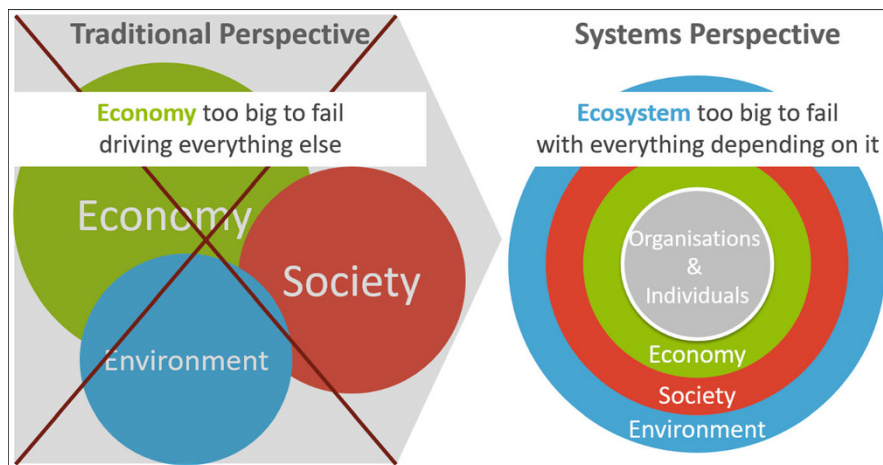 Traditional Perspective
Economy too big to fail
driving everything else
Economy
Society
Environment
Systems Perspective
Ecosystem too big to fail
with everything depending on it
Organisations
&
Individuals
Economy
Society
Environment